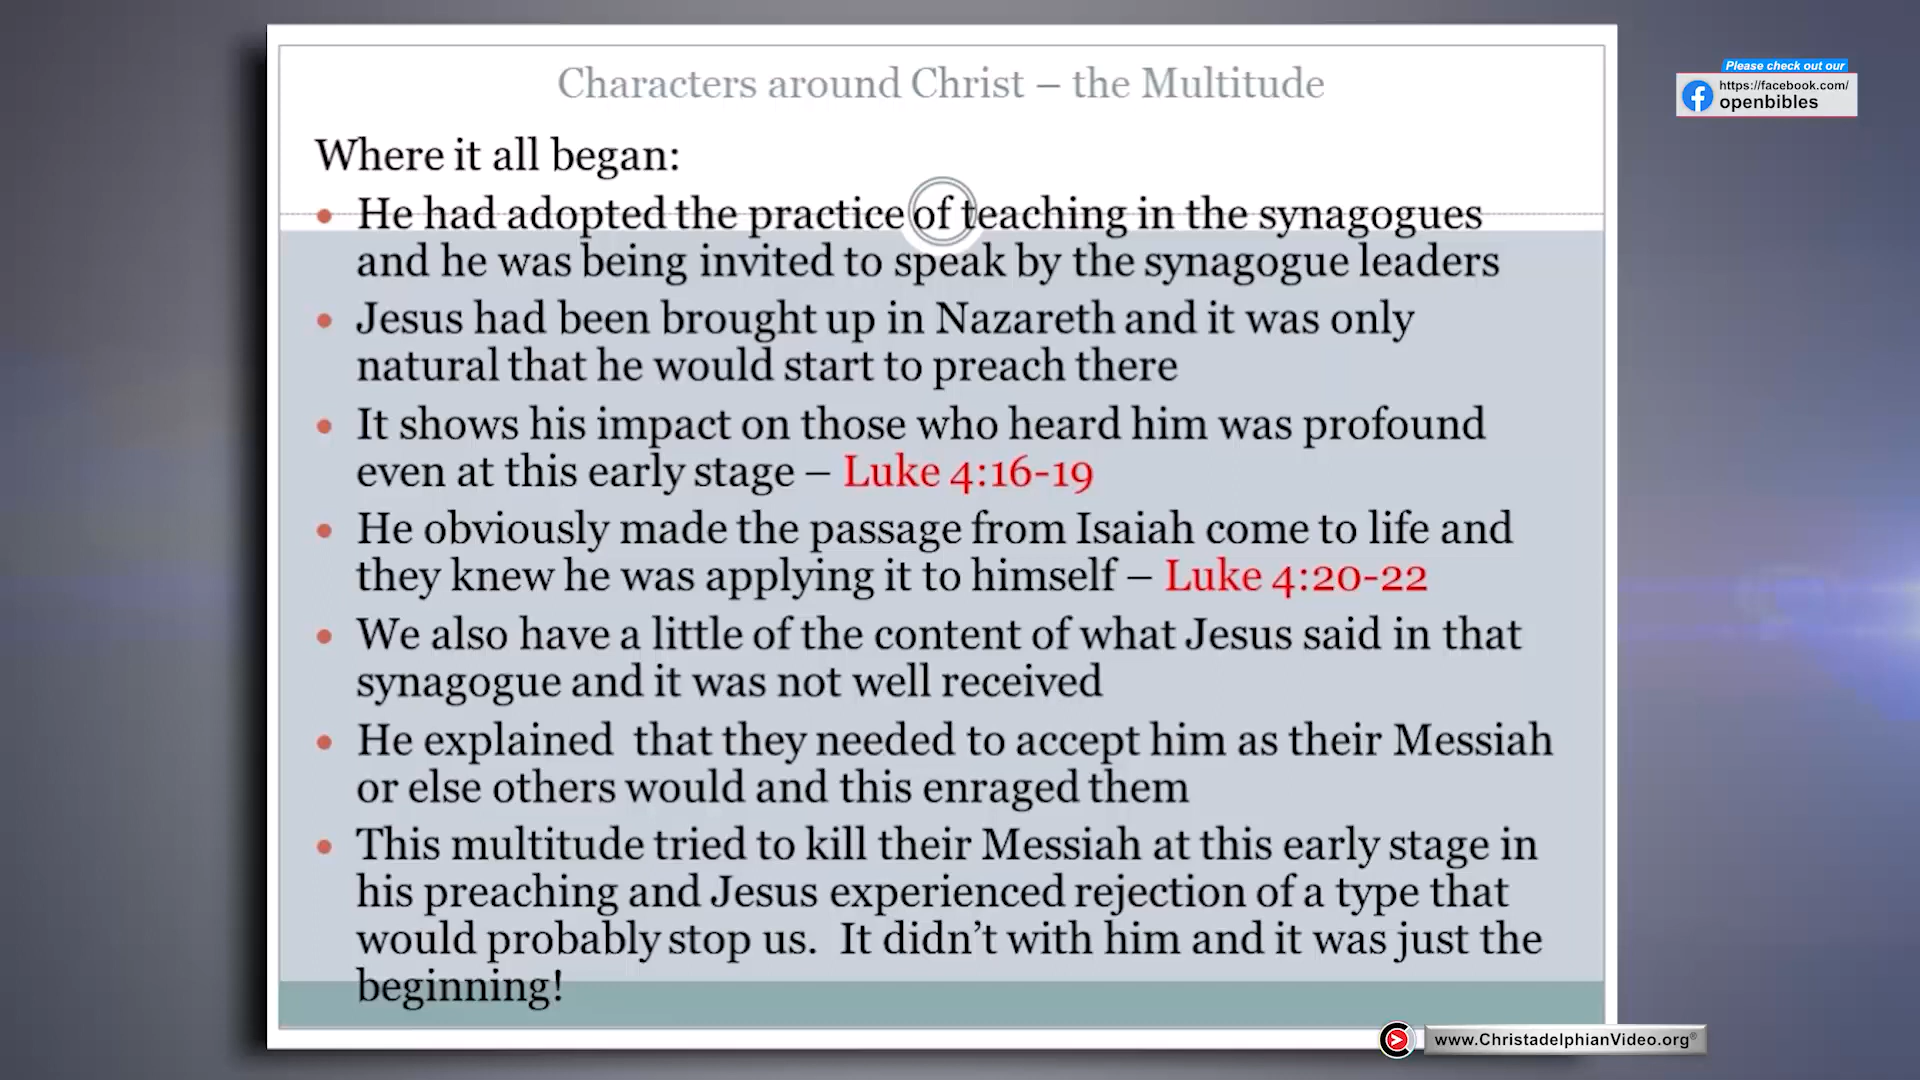 Characters around Christ – the Multitude
Please check out our
https://facebook.com/
openbibles
Where it all began:
• He had adopted the practice of teaching in the synagogues
and he was being invited to speak by the synagogue leaders
• Jesus had been brought up in Nazareth and it was only
natural that he would start to preach there
• It shows his impact on those who heard him was profound
even at this early stage – Luke 4:16-19
• He obviously made the passage from Isaiah come to life and
they knew he was applying it to himself – Luke 4:20-22
• We also have a little of the content of what Jesus said in that
synagogue and it was not well received
• He explained  that they needed to accept him as their Messiah
or else others would and this enraged them
• This multitude tried to kill their Messiah at this early stage in
his preaching and Jesus experienced rejection of a type that
would probably stop us.  It didn’t with him and it was just the
beginning!
www.ChristadelphianVideo.org®